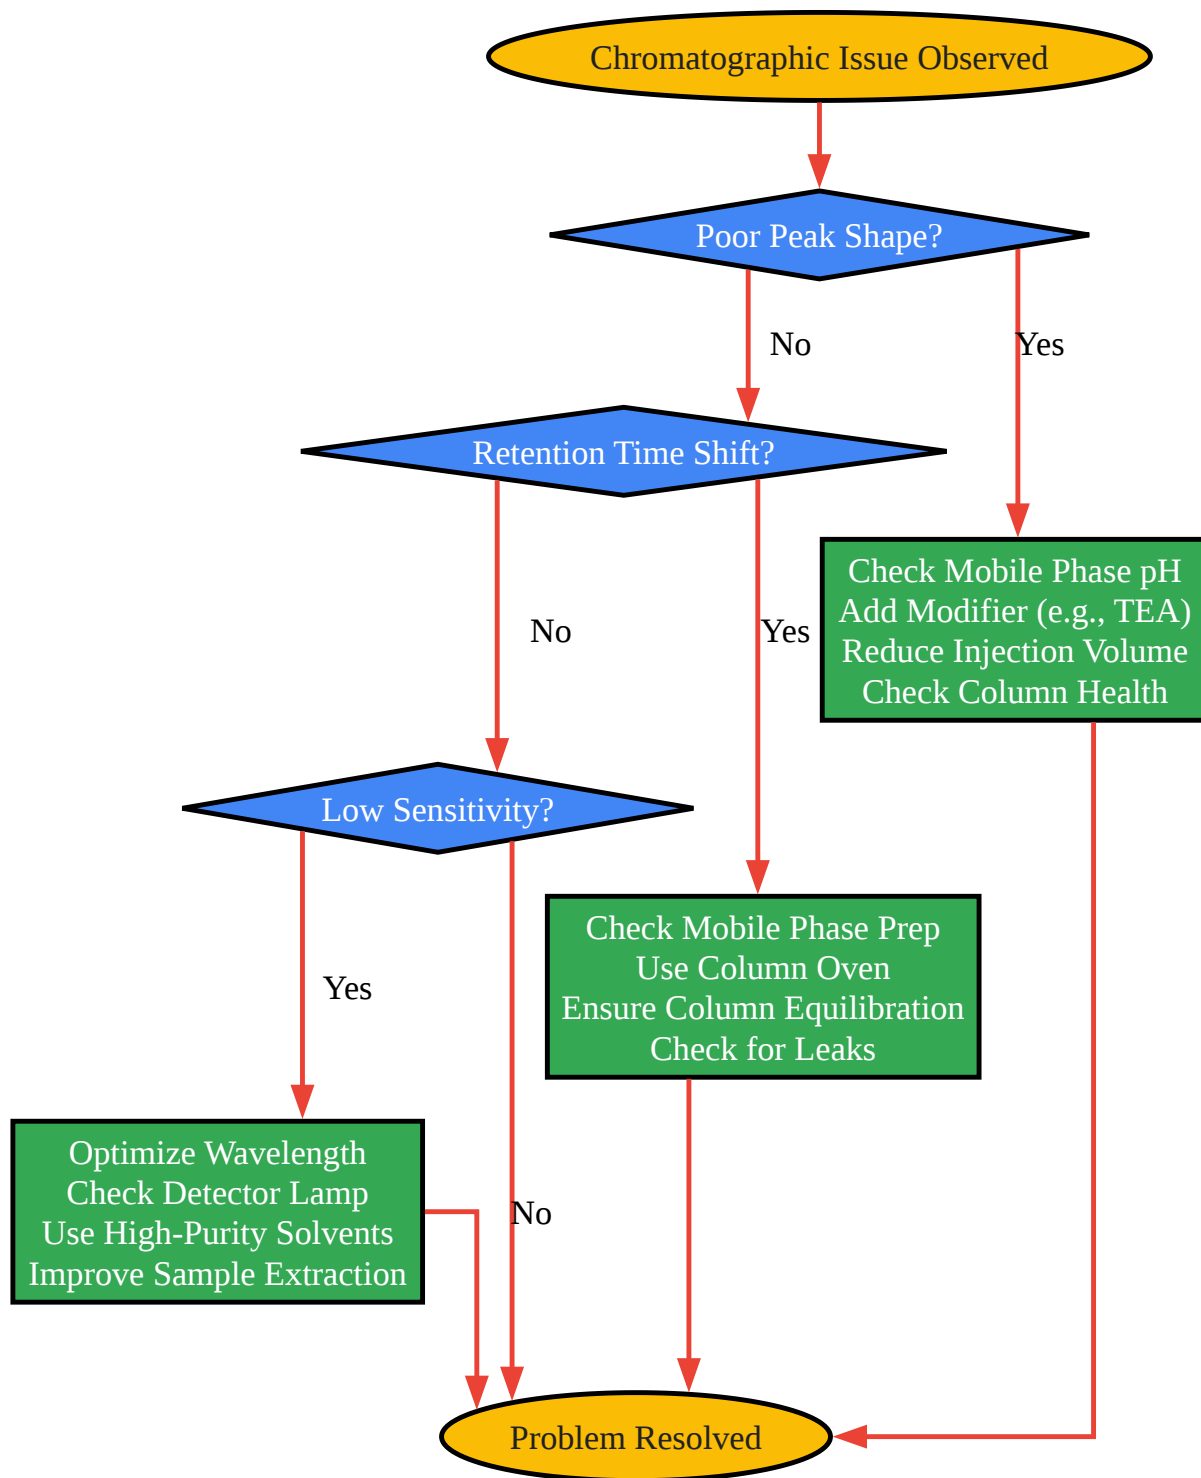 Chromatographic Issue Observed
Poor Peak Shape?
No
Yes
Retention Time Shift?
No
Yes
Check Mobile Phase pH
Add Modifier (e.g., TEA)
Reduce Injection Volume
Check Column Health
Low Sensitivity?
Yes
No
Check Mobile Phase Prep
Use Column Oven
Ensure Column Equilibration
Check for Leaks
Optimize Wavelength
Check Detector Lamp
Use High-Purity Solvents
Improve Sample Extraction
Problem Resolved